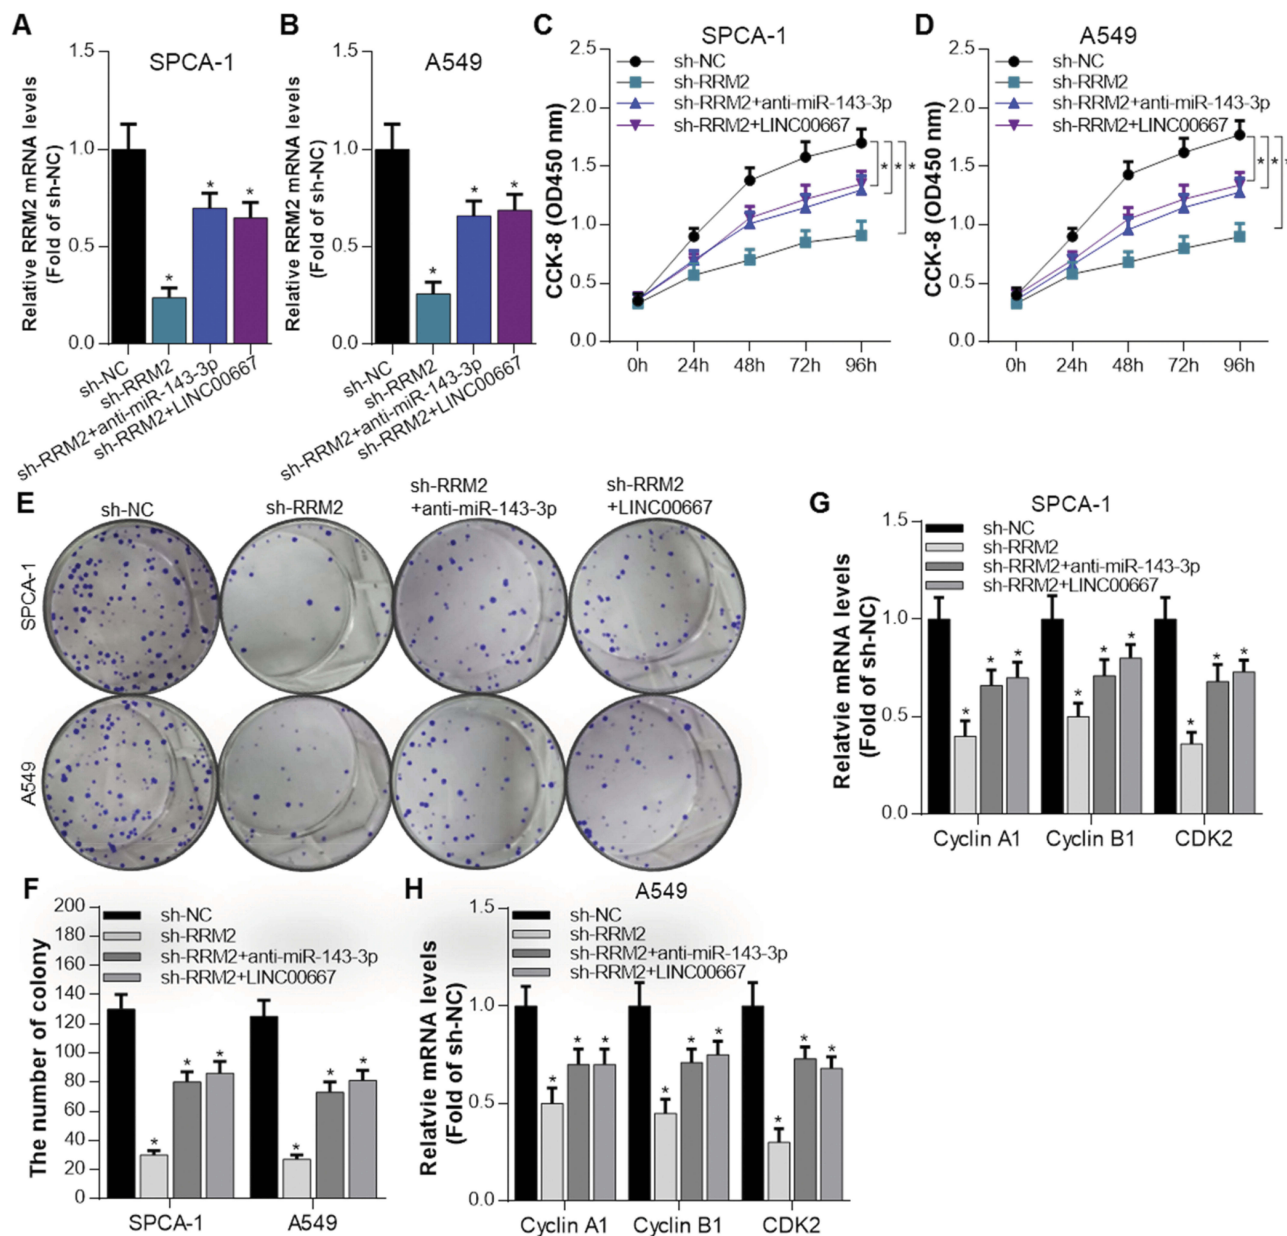 A
SPCA-1
Relative RRM2 mRNA levels
(Fold of sh-NC)
1.5
1.0
0.5
0.0
sh-NC
sh-RRM2
sh-RRM2+anti-miR-143-3p
sh-RRM2+LINC00667
*
*
*
B
A549
Relative RRM2 mRNA levels
(Fold of sh-NC)
1.5
1.0
0.5
0.0
sh-NC
sh-RRM2
sh-RRM2+anti-miR-143-3p
sh-RRM2+LINC00667
*
*
*
C
SPCA-1
sh-NC
sh-RRM2
sh-RRM2+anti-miR-143-3p
sh-RRM2+LINC00667
CCK-8 (OD450 nm)
2.5
2.0
1.5
1.0
0.5
0.0
0h 24h 48h 72h 96h
* * *
D
A549
sh-NC
sh-RRM2
sh-RRM2+anti-miR-143-3p
sh-RRM2+LINC00667
CCK-8 (OD450 nm)
2.5
2.0
1.5
1.0
0.5
0.0
0h 24h 48h 72h 96h
* * *
E
sh-NC
sh-RRM2
sh-RRM2
+anti-miR-143-3p
sh-RRM2
+LINC00667
SPCA-1
A549
F
sh-NC
sh-RRM2
sh-RRM2+anti-miR-143-3p
sh-RRM2+LINC00667
The number of colony
200
180
160
140
120
100
80
60
40
20
0
* * * * * *
SPCA-1 A549
G
SPCA-1
sh-NC
sh-RRM2
sh-RRM2+anti-miR-143-3p
sh-RRM2+LINC00667
Relatvie mRNA levels
(Fold of sh-NC)
1.5
1.0
0.5
0.0
* * * * * * * * *
Cyclin A1 Cyclin B1 CDK2
H
A549
sh-NC
sh-RRM2
sh-RRM2+anti-miR-143-3p
sh-RRM2+LINC00667
Relatvie mRNA levels
(Fold of sh-NC)
1.5
1.0
0.5
0.0
* * * * * * * * *
Cyclin A1 Cyclin B1 CDK2